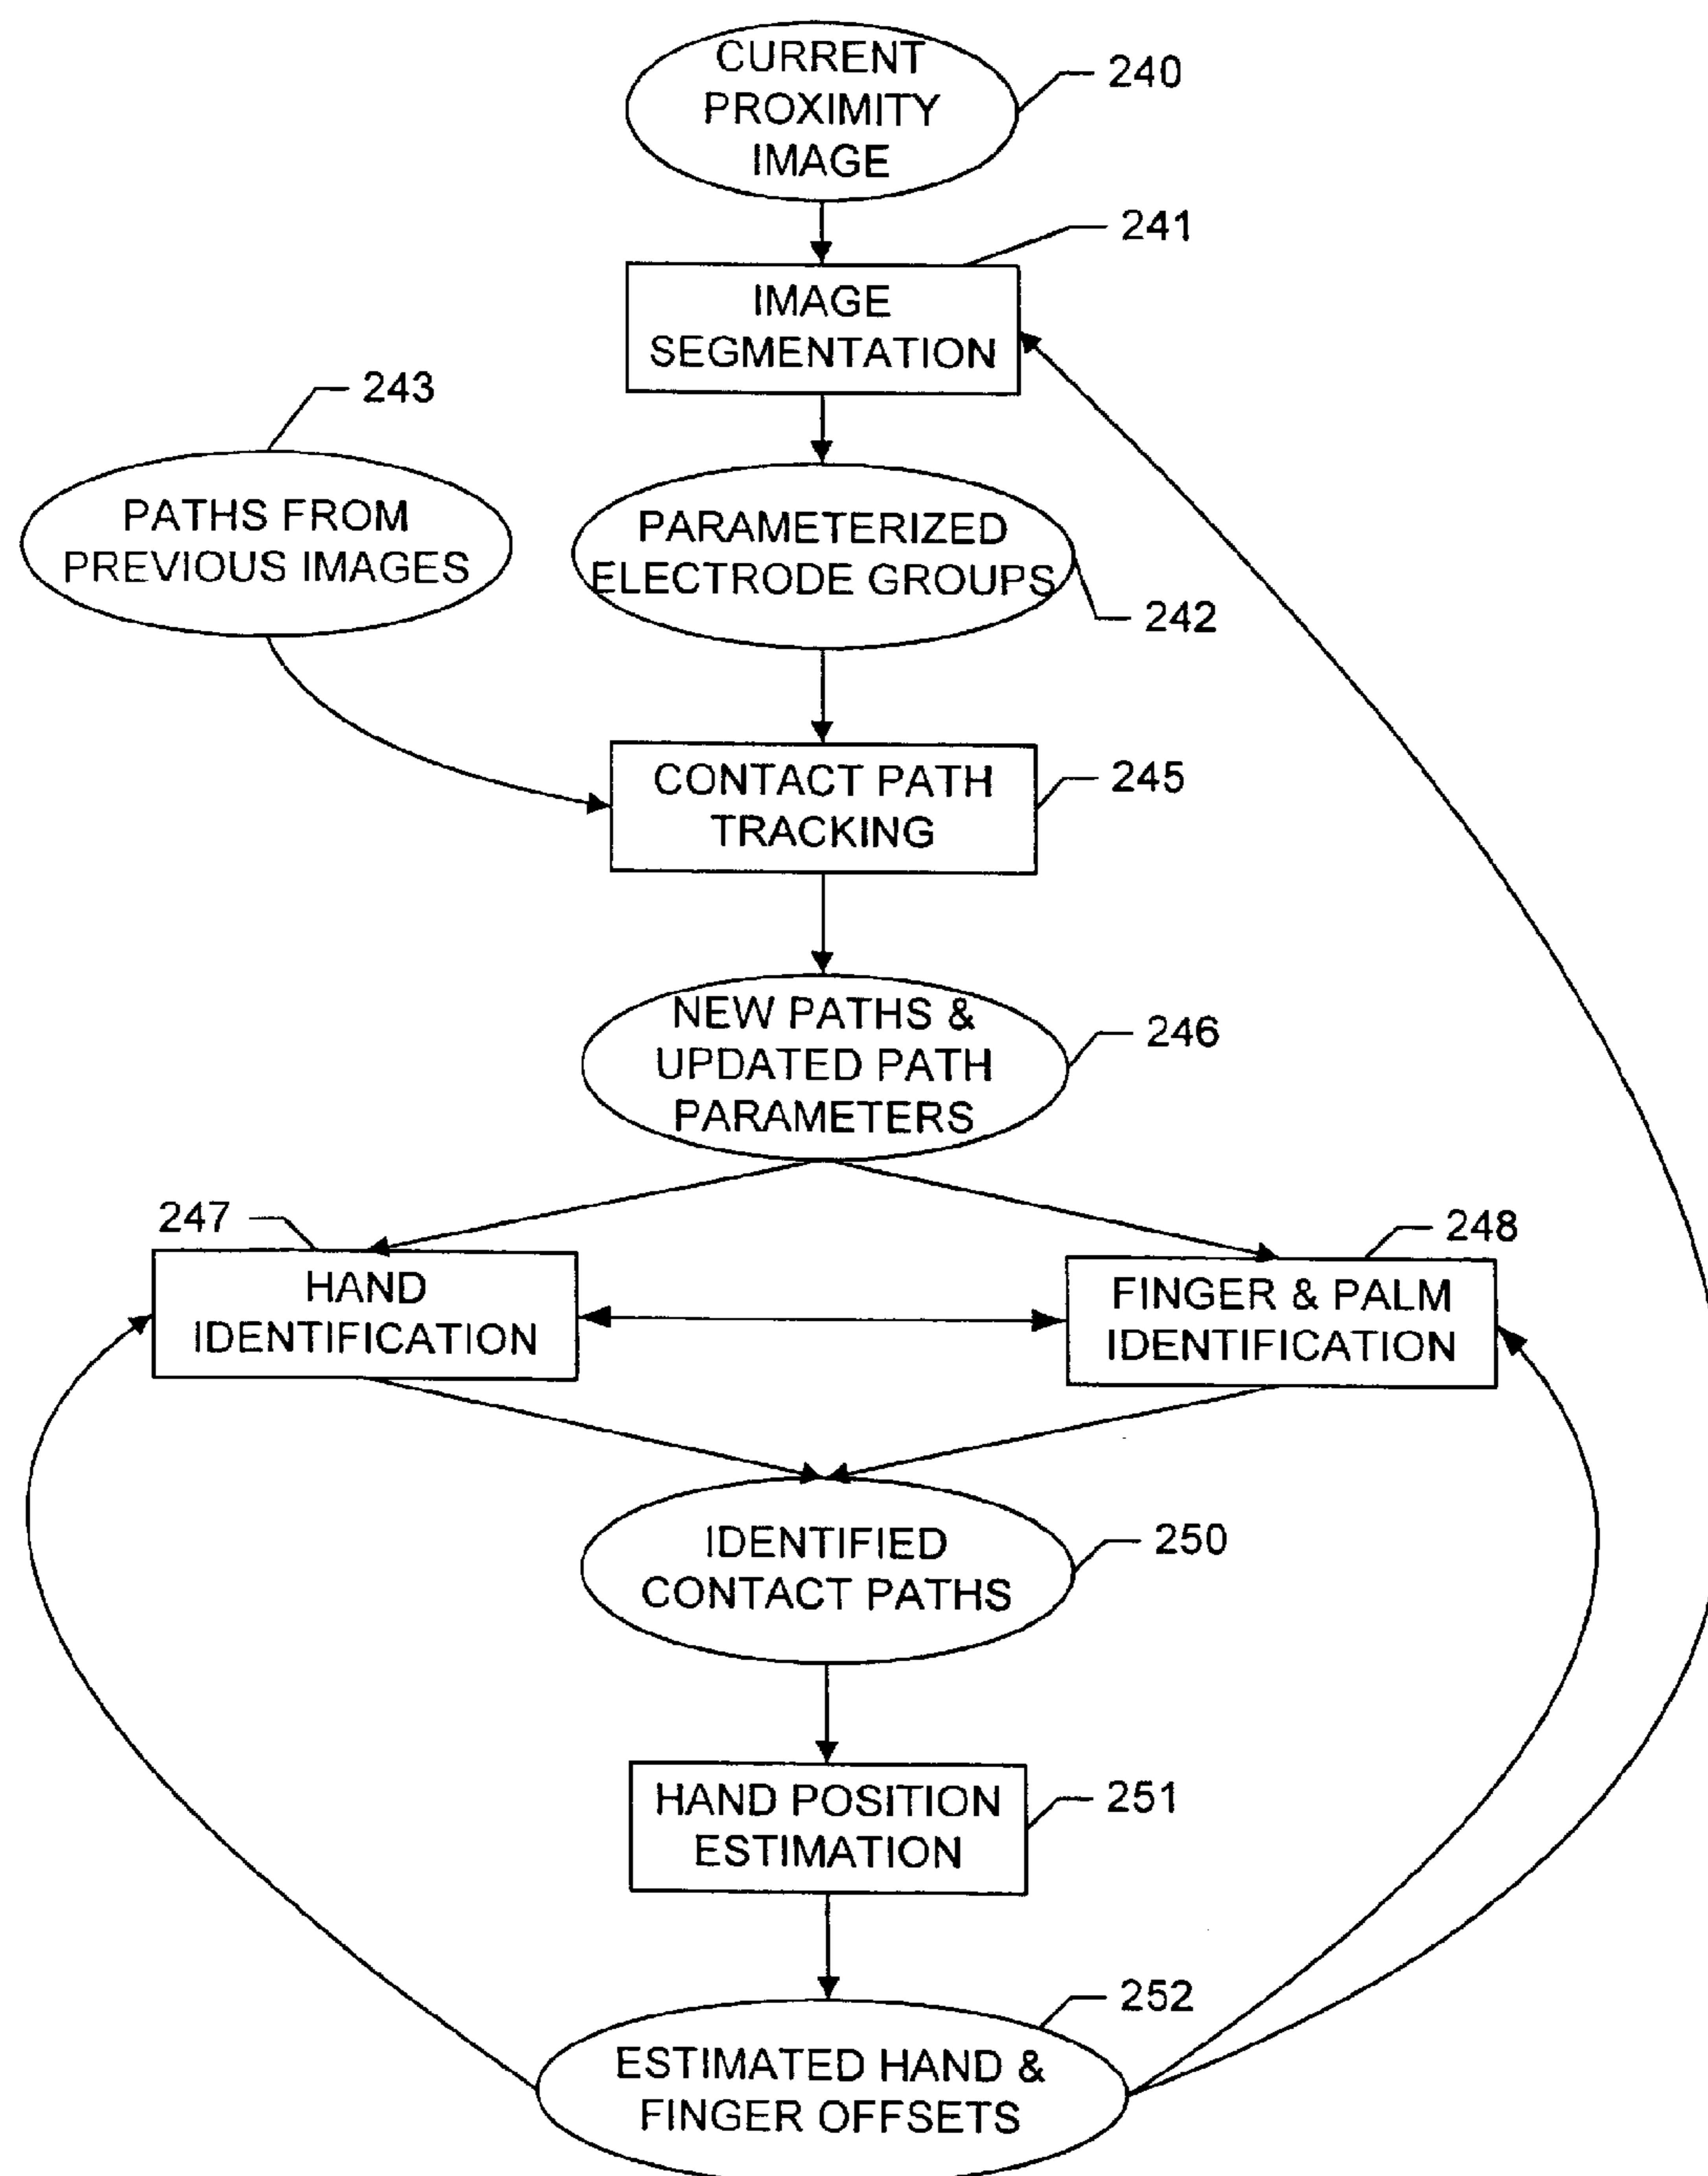 CURRENT
PROXIMITY
IMAGE
240
241
IMAGE
SEGMENTATION
243
PATHS FROM
PREVIOUS IMAGES
PARAMETERIZED
ELECTRODE GROUPS
242
CONTACT PATH
TRACKING
245
NEW PATHS &
UPDATED PATH
PARAMETERS
246
247
HAND
IDENTIFICATION
248
FINGER & PALM
IDENTIFICATION
IDENTIFIED
CONTACT PATHS
250
HAND POSITION
ESTIMATION
251
252
ESTIMATED HAND &
FINGER OFFSETS